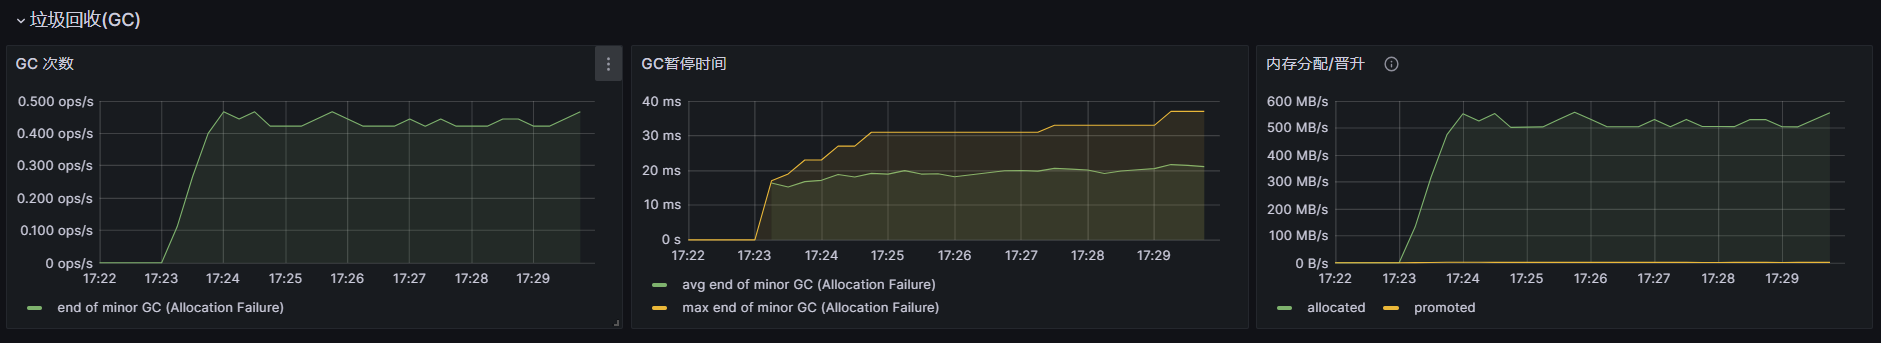 垃圾回收(GC)
GC 次数
0.500 ops/s
0.400 ops/s
0.300 ops/s
0.200 ops/s
0.100 ops/s
0 ops/s
17:22 17:23 17:24 17:25 17:26 17:27 17:28 17:29
end of minor GC (Allocation Failure)
GC暂停时间
40 ms
30 ms
20 ms
10 ms
0 s
17:22 17:23 17:24 17:25 17:26 17:27 17:28 17:29
avg end of minor GC (Allocation Failure)
max end of minor GC (Allocation Failure)
内存分配/晋升
600 MB/s
500 MB/s
400 MB/s
300 MB/s
200 MB/s
100 MB/s
0 B/s
17:22 17:23 17:24 17:25 17:26 17:27 17:28 17:29
allocated promoted